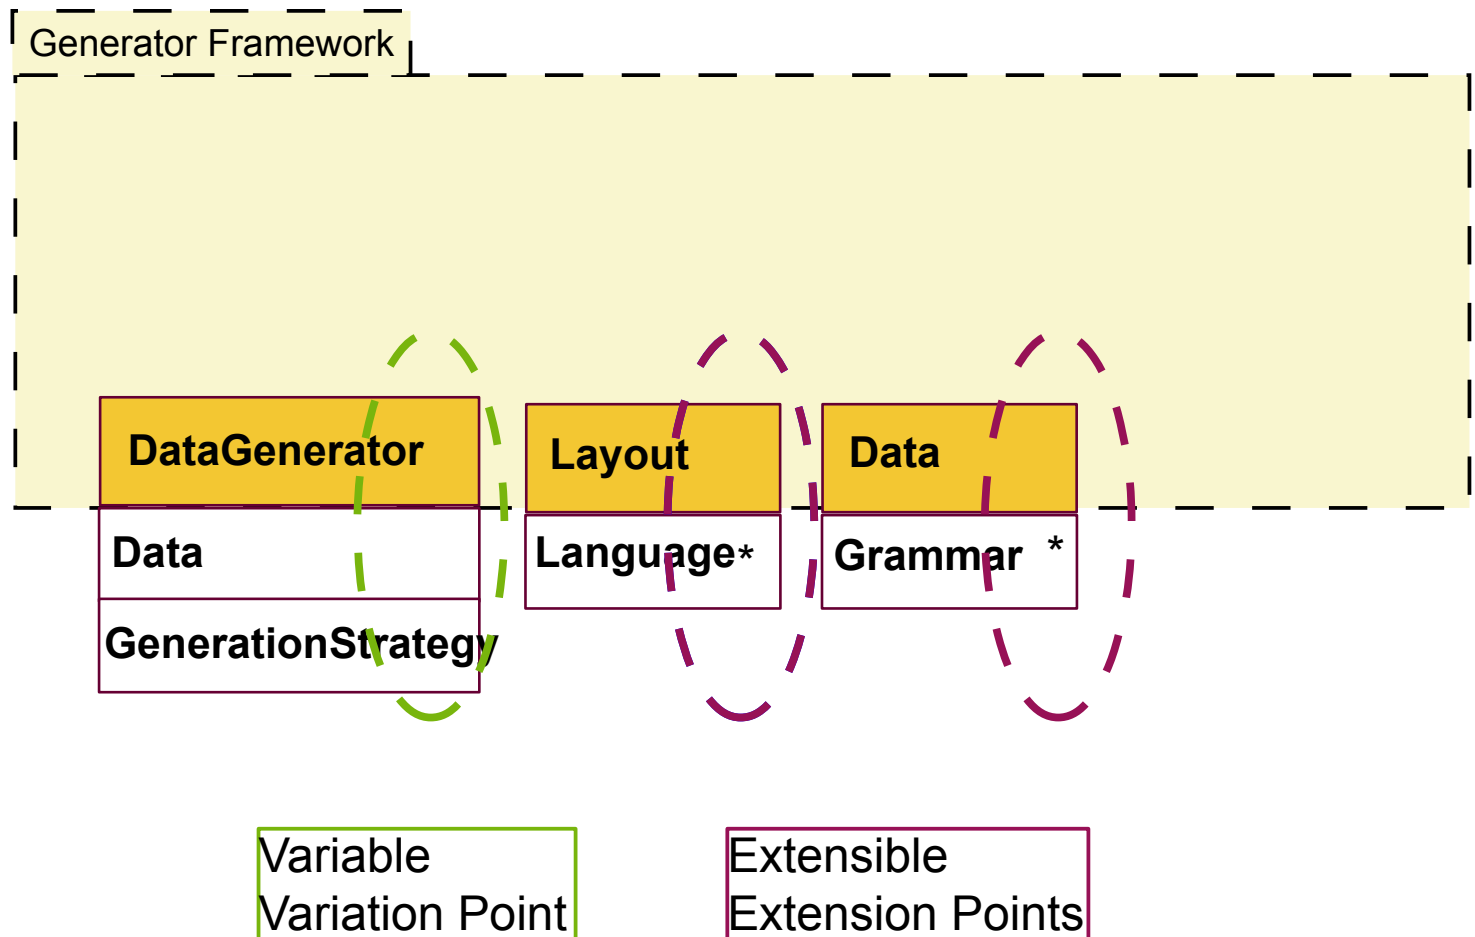 Generator Framework
DataGenerator
Data
GenerationStrategy
Layout
Language*
Data
Grammar *
Variable
Variation Point
Extensible
Extension Points